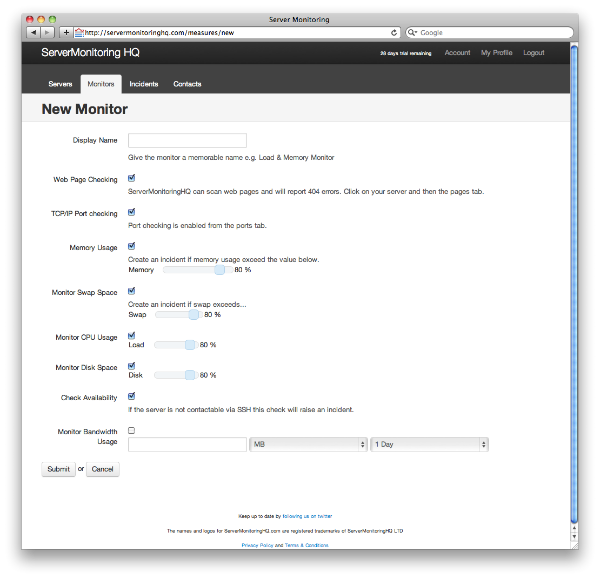 Server Monitoring
http://servermonitoringhq.com/measures/new
Google
ServerMonitoring HQ
28 days trial remaining Account My Profile Logout
Servers Monitors Incidents Contacts
New Monitor
Display Name
Give the monitor a memorable name e.g. Load & Memory Monitor
Web Page Checking
ServerMonitoringHQ can scan web pages and will report 404 errors. Click on your server and then the pages tab.
TCP/IP Port checking
Port checking is enabled from the ports tab.
Memory Usage
Create an incident if memory usage exceed the value below.
Memory 80 %
Monitor Swap Space
Create an incident if swap exceeds...
Swap 80 %
Monitor CPU Usage
Load 80 %
Monitor Disk Space
Disk 80 %
Check Availability
If the server is not contactable via SSH this check will raise an incident.
Monitor Bandwidth
Usage
MB 1 Day
Submit or Cancel
Keep up to date by following us on twitter
The names and logos for ServerMonitoringHQ.com are registered trademarks of ServerMonitoringHQ LTD
Privacy Policy and Terms & Conditions